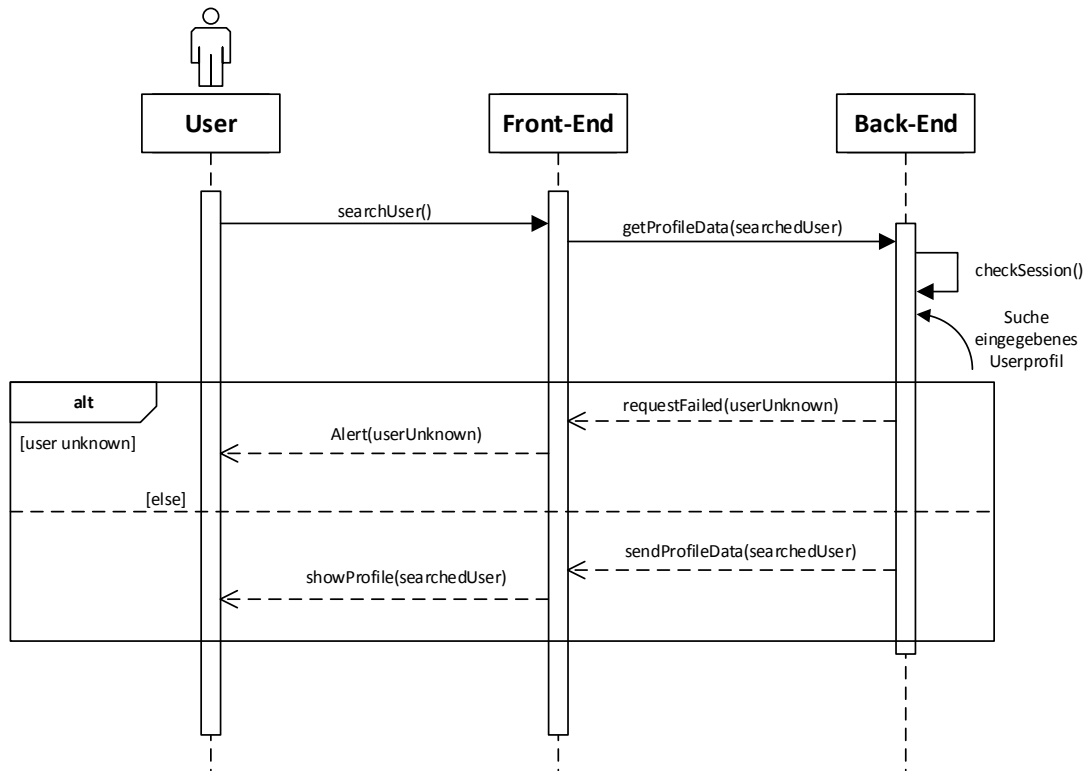 User
Front-End
Back-End
searchUser()
getProfileData(searchedUser)
checkSession()
Suche
eingegebenes
Userprofil
alt
requestFailed(userUnknown)
[user unknown]
Alert(userUnknown)
[else]
sendProfileData(searchedUser)
showProfile(searchedUser)